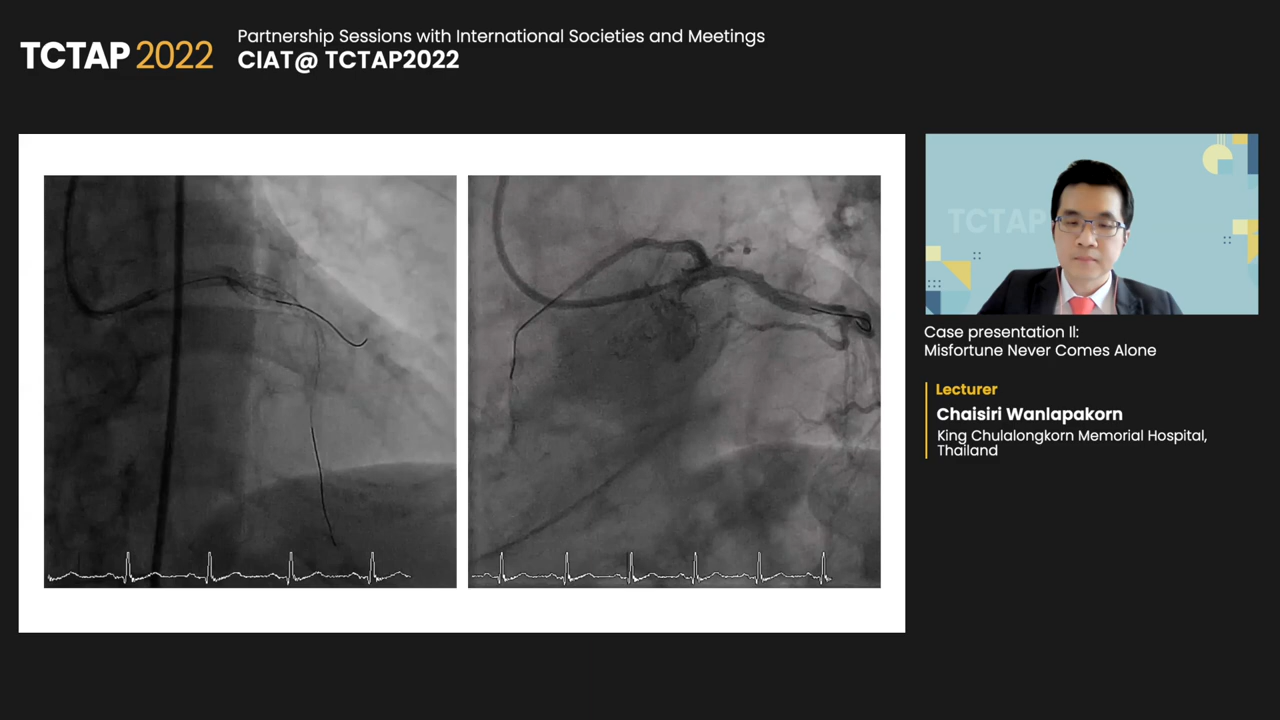 TCTAP 2022
Partnership Sessions with International Societies and Meetings
CIAT@ TCTAP2022
TCTAP
Case presentation II:
Misfortune Never Comes Alone
Lecturer
Chaisiri Wanlapakorn
King Chulalongkorn Memorial Hospital,
Thailand